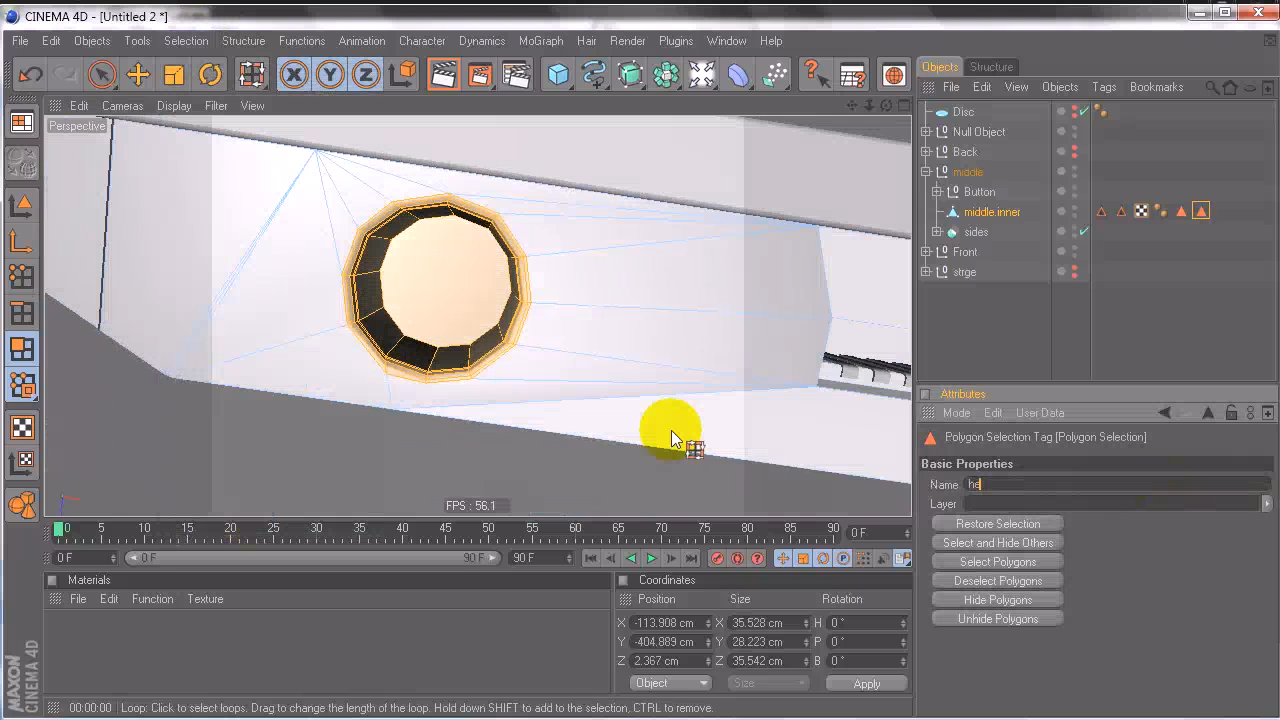 CINEMA 4D - [Untitled 2 *]
File Edit Objects Tools Selection Structure Functions Animation Character Dynamics MoGraph Hair Render Plugins Window Help
X Y Z
Objects Structure
Edit Cameras Display Filter View
File Edit View Objects Tags Bookmarks
Perspective
Disc
Null Object
Back
middle
Button
middle.inner
sides
Front
strge
Attributes
Mode Edit User Data
Polygon Selection Tag [Polygon Selection]
Basic Properties
Name he
Layer
Restore Selection
Select and Hide Others
Select Polygons
Deselect Polygons
Hide Polygons
Unhide Polygons
FPS : 56.1
0 5 10 15 20 25 30 35 40 45 50 55 60 65 70 75 80 85 90 0 F
0 F 0 F 90 F 90 F
Materials
File Edit Function Texture
Coordinates
Position Size Rotation
X -113.908 cm X 35.528 cm H 0 °
Y -404.889 cm Y 28.223 cm P 0 °
Z 2.367 cm Z 35.542 cm B 0 °
Object Size Apply
MAXON
CINEMA 4D
00:00:00 Loop: Click to select loops. Drag to change the length of the loop. Hold down SHIFT to add to the selection, CTRL to remove.